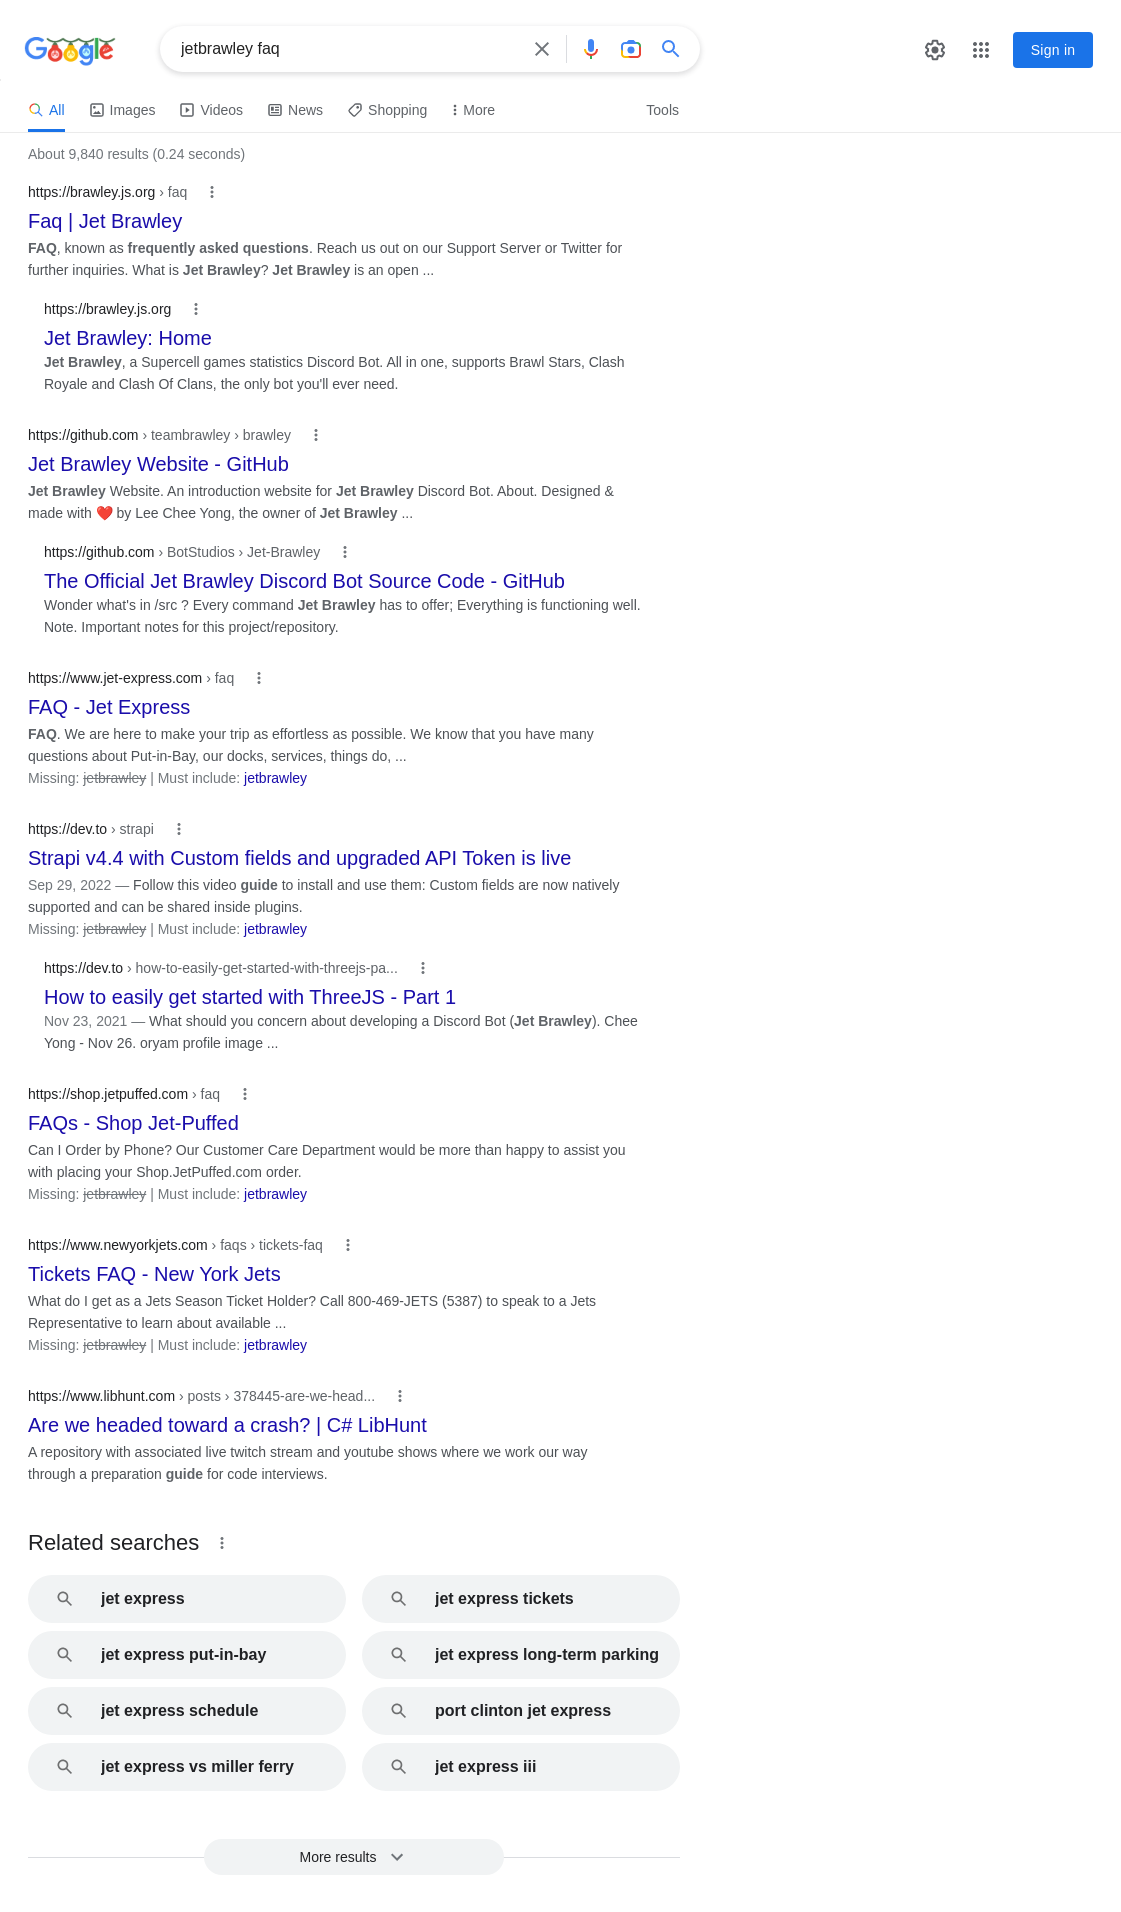 Google
jetbrawley faq
Sign in
All Images Videos News Shopping More Tools
About 9,840 results (0.24 seconds)
https://brawley.js.org › faq
Faq | Jet Brawley
FAQ, known as frequently asked questions. Reach us out on our Support Server or Twitter for
further inquiries. What is Jet Brawley? Jet Brawley is an open ...
https://brawley.js.org
Jet Brawley: Home
Jet Brawley, a Supercell games statistics Discord Bot. All in one, supports Brawl Stars, Clash
Royale and Clash Of Clans, the only bot you'll ever need.
https://github.com › teambrawley › brawley
Jet Brawley Website - GitHub
Jet Brawley Website. An introduction website for Jet Brawley Discord Bot. About. Designed &
made with ❤️ by Lee Chee Yong, the owner of Jet Brawley ...
https://github.com › BotStudios › Jet-Brawley
The Official Jet Brawley Discord Bot Source Code - GitHub
Wonder what's in /src ? Every command Jet Brawley has to offer; Everything is functioning well.
Note. Important notes for this project/repository.
https://www.jet-express.com › faq
FAQ - Jet Express
FAQ. We are here to make your trip as effortless as possible. We know that you have many
questions about Put-in-Bay, our docks, services, things do, ...
Missing: jetbrawley | Must include: jetbrawley
https://dev.to › strapi
Strapi v4.4 with Custom fields and upgraded API Token is live
Sep 29, 2022 — Follow this video guide to install and use them: Custom fields are now natively
supported and can be shared inside plugins.
Missing: jetbrawley | Must include: jetbrawley
https://dev.to › how-to-easily-get-started-with-threejs-pa...
How to easily get started with ThreeJS - Part 1
Nov 23, 2021 — What should you concern about developing a Discord Bot (Jet Brawley). Chee
Yong - Nov 26. oryam profile image ...
https://shop.jetpuffed.com › faq
FAQs - Shop Jet-Puffed
Can I Order by Phone? Our Customer Care Department would be more than happy to assist you
with placing your Shop.JetPuffed.com order.
Missing: jetbrawley | Must include: jetbrawley
https://www.newyorkjets.com › faqs › tickets-faq
Tickets FAQ - New York Jets
What do I get as a Jets Season Ticket Holder? Call 800-469-JETS (5387) to speak to a Jets
Representative to learn about available ...
Missing: jetbrawley | Must include: jetbrawley
https://www.libhunt.com › posts › 378445-are-we-head...
Are we headed toward a crash? | C# LibHunt
A repository with associated live twitch stream and youtube shows where we work our way
through a preparation guide for code interviews.
Related searches
jet express
jet express tickets
jet express put-in-bay
jet express long-term parking
jet express schedule
port clinton jet express
jet express vs miller ferry
jet express iii
More results